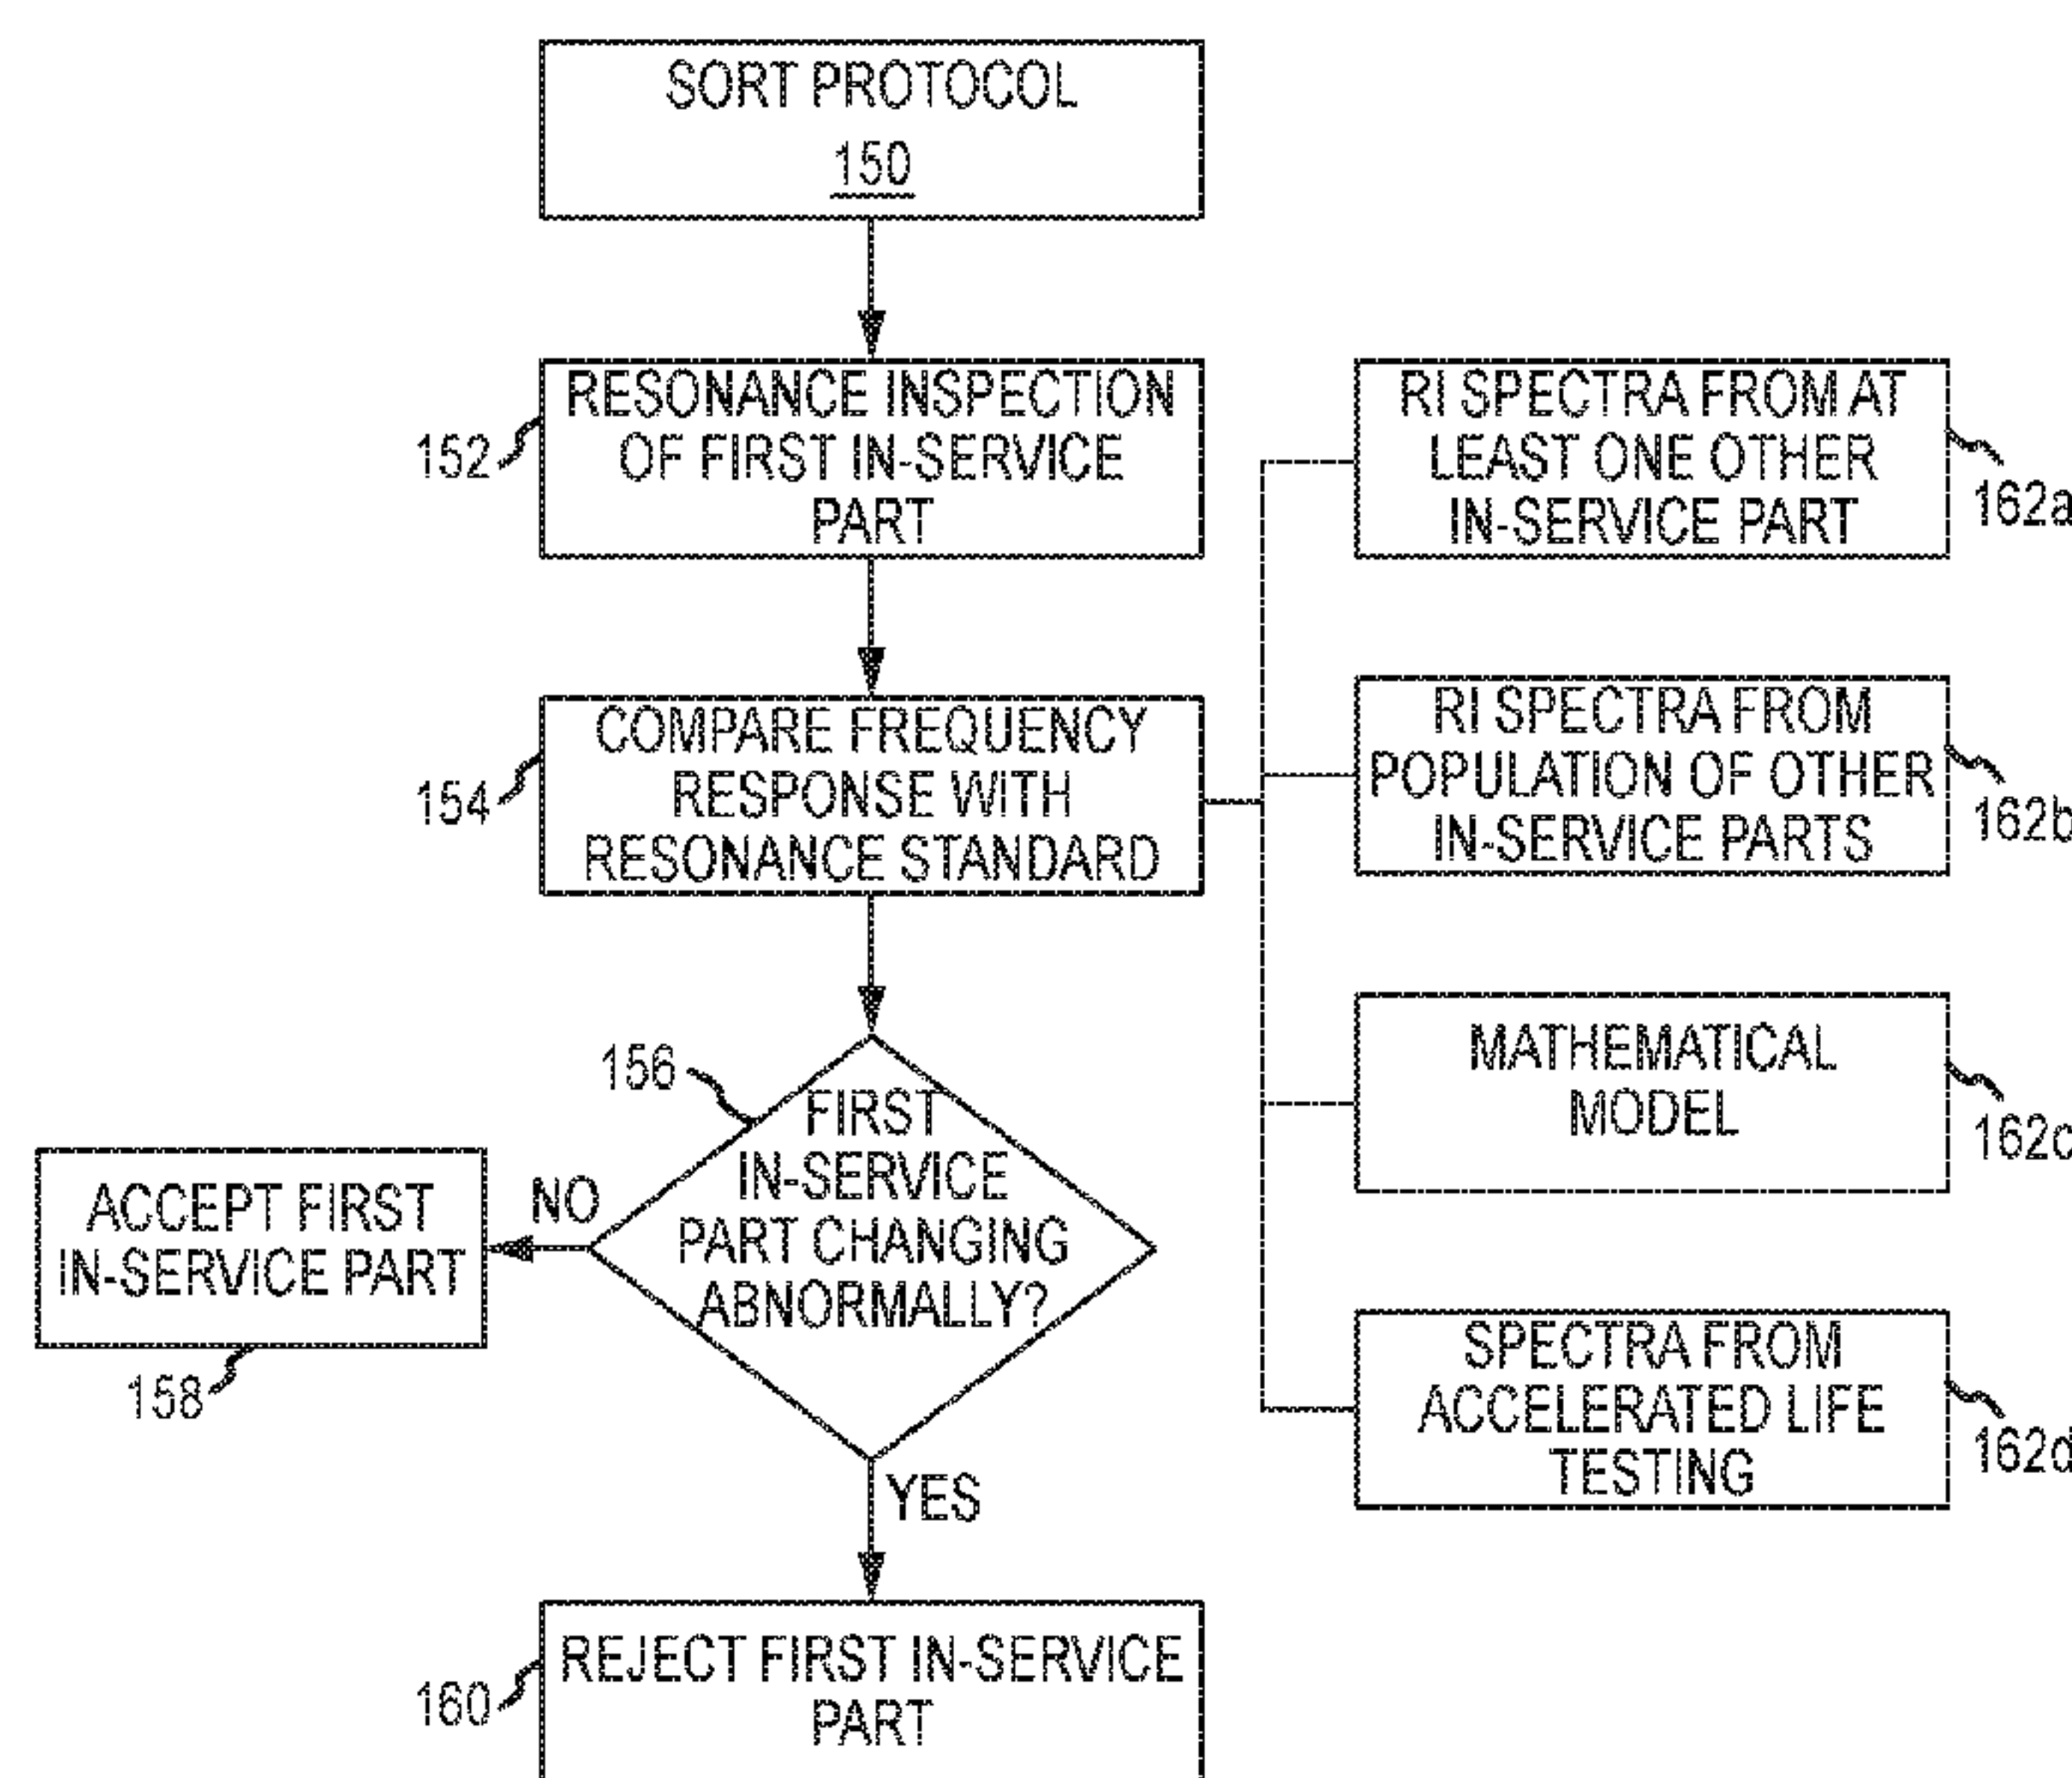 SORT PROTOCOL
150
RESONANCE INSPECTION
OF FIRST IN-SERVICE
PART
152
RI SPECTRA FROM AT
LEAST ONE OTHER
IN-SERVICE PART
162a
COMPARE FREQUENCY
RESPONSE WITH
RESONANCE STANDARD
154
RI SPECTRA FROM
POPULATION OF OTHER
IN-SERVICE PARTS
162b
MATHEMATICAL
MODEL
162c
156
FIRST
IN-SERVICE
PART CHANGING
ABNORMALLY?
NO
ACCEPT FIRST
IN-SERVICE PART
158
SPECTRA FROM
ACCELERATED LIFE
TESTING
162d
YES
REJECT FIRST IN-SERVICE
PART
160